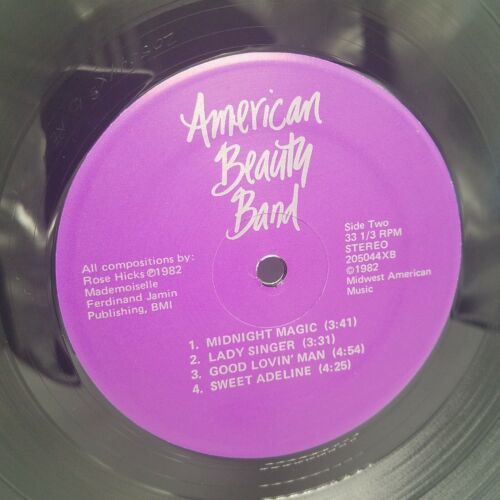 American
Beauty
Band
All compositions by:
Rose Hicks ℗1982
Mademoiselle
Ferdinand Jamin
Publishing, BMI
Side Two
33 1/3 RPM
STEREO
205044XB
©1982
Midwest American
Music
1. MIDNIGHT MAGIC (3:41)
2. LADY SINGER (3:31)
3. GOOD LOVIN' MAN (4:54)
4. SWEET ADELINE (4:25)